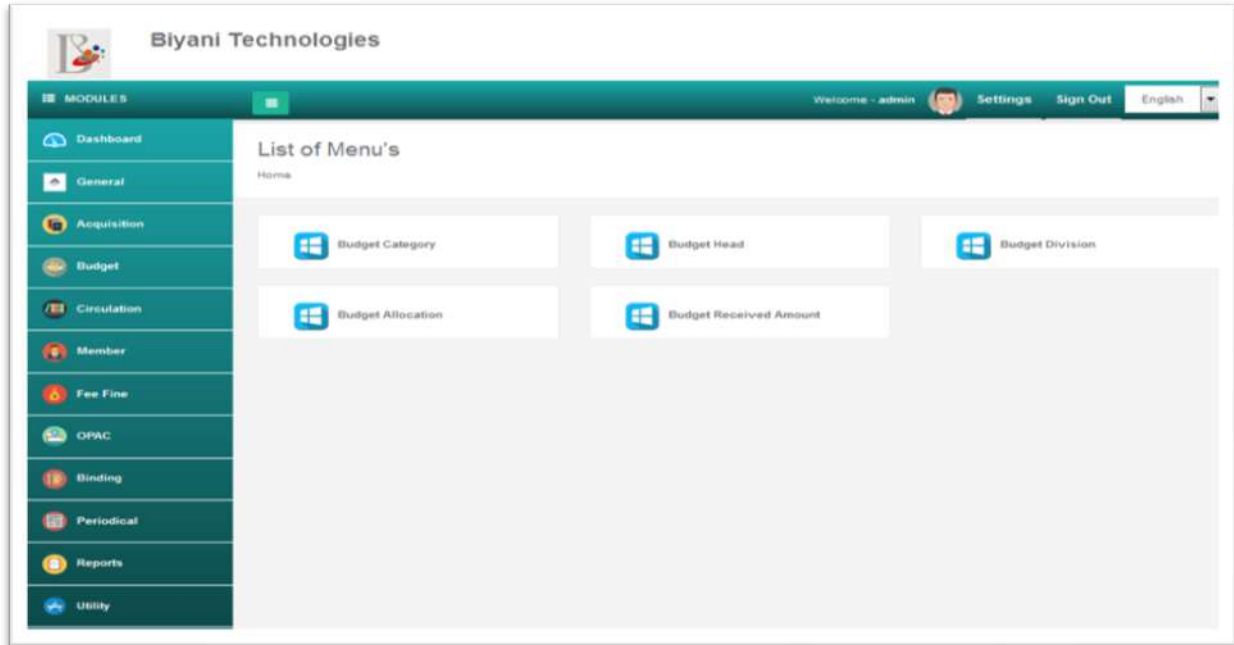 Biyani Technologies
MODULES
Welcome - admin Settings Sign Out English
Dashboard
General
Acquisition
Budget
Circulation
Member
Fee Fine
OPAC
Binding
Periodical
Reports
Utility
List of Menu's
Home
Budget Category Budget Head Budget Division
Budget Allocation Budget Received Amount